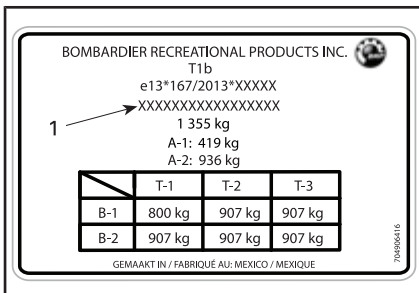 BOMBARDIER RECREATIONAL PRODUCTS INC.
T1b
e13*167/2013*XXXXX
XXXXXXXXXXXXXXXXX
1
1 355 kg
A-1: 419 kg
A-2: 936 kg
T-1 T-2 T-3
B-1 800 kg 907 kg 907 kg
B-2 907 kg 907 kg 907 kg
GEMAAKT IN / FABRIQUÉ AU: MEXICO / MEXIQUE
704906416